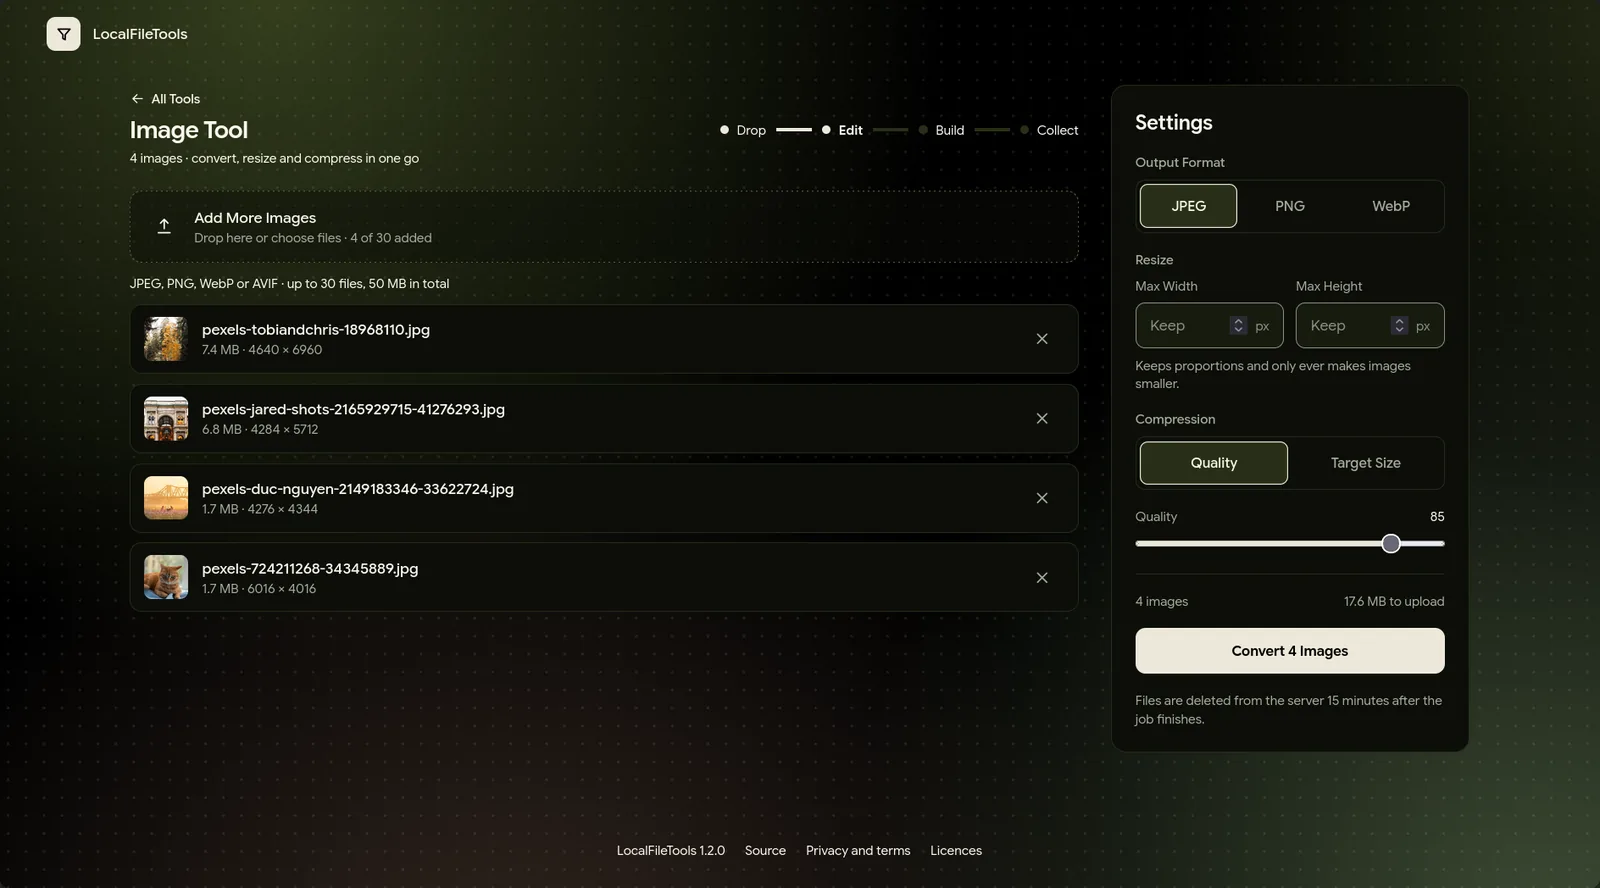 LocalFileTools
All Tools
Image Tool
4 images · convert, resize and compress in one go
Drop
Edit
Build
Collect
Add More Images
Drop here or choose files · 4 of 30 added
JPEG, PNG, WebP or AVIF · up to 30 files, 50 MB in total
pexels-tobiandchris-18968110.jpg
7.4 MB · 4640 × 6960
pexels-jared-shots-2165929715-41276293.jpg
6.8 MB · 4284 × 5712
pexels-duc-nguyen-2149183346-33622724.jpg
1.7 MB · 4276 × 4344
pexels-724211268-34345889.jpg
1.7 MB · 6016 × 4016
Settings
Output Format
JPEG PNG WebP
Resize
Max Width Max Height
Keep px Keep px
Keeps proportions and only ever makes images
smaller.
Compression
Quality Target Size
Quality 85
4 images 17.6 MB to upload
Convert 4 Images
Files are deleted from the server 15 minutes after the
job finishes.
LocalFileTools 1.2.0 Source Privacy and terms Licences